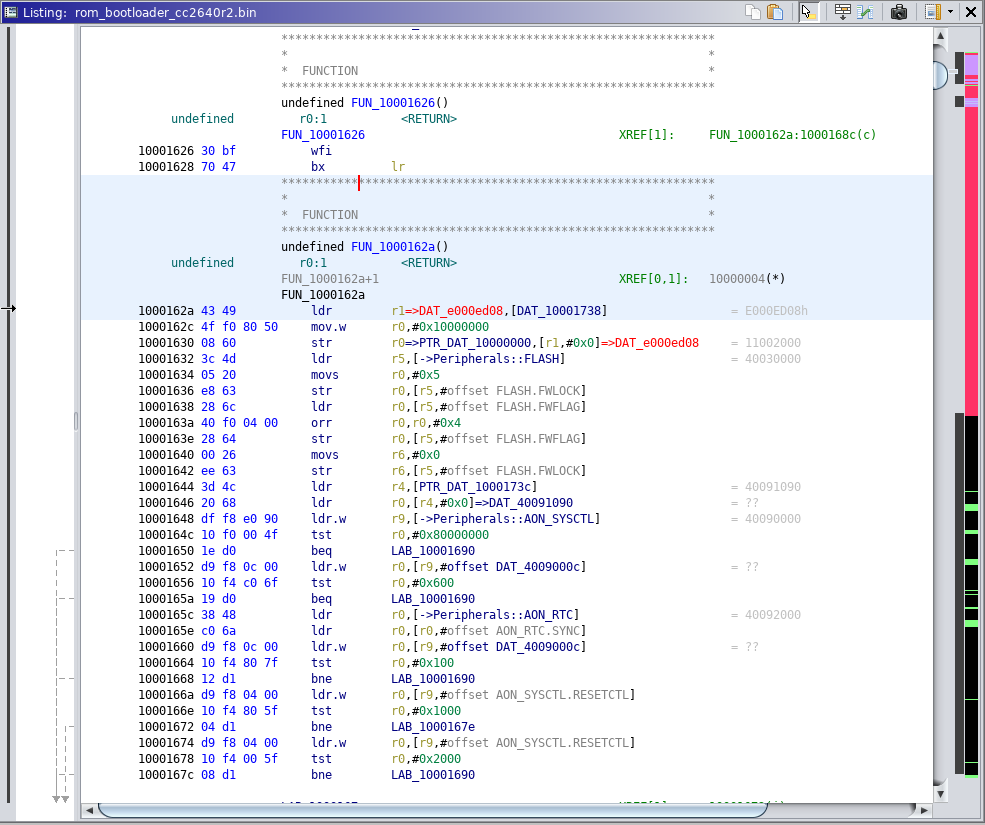 Listing: rom_bootloader_cc2640r2.bin
**************************************************************
* *
* FUNCTION *
**************************************************************
undefined FUN_10001626()
undefined r0:1 <RETURN>
FUN_10001626 XREF[1]: FUN_1000162a:1000168c(c)
10001626 30 bf wfi
10001628 70 47 bx lr
**************************************************************
* *
* FUNCTION *
**************************************************************
undefined FUN_1000162a()
undefined r0:1 <RETURN>
FUN_1000162a+1 XREF[0,1]: 10000004(*)
FUN_1000162a
1000162a 43 49 ldr r1=>DAT_e000ed08,[DAT_10001738] = E000ED08h
1000162c 4f f0 80 50 mov.w r0,#0x10000000
10001630 08 60 str r0=>PTR_DAT_10000000,[r1,#0x0]=>DAT_e000ed08 = 11002000
10001632 3c 4d ldr r5,[->Peripherals::FLASH] = 40030000
10001634 05 20 movs r0,#0x5
10001636 e8 63 str r0,[r5,#offset FLASH.FWLOCK]
10001638 28 6c ldr r0,[r5,#offset FLASH.FWFLAG]
1000163a 40 f0 04 00 orr r0,r0,#0x4
1000163e 28 64 str r0,[r5,#offset FLASH.FWFLAG]
10001640 00 26 movs r6,#0x0
10001642 ee 63 str r6,[r5,#offset FLASH.FWLOCK]
10001644 3d 4c ldr r4,[PTR_DAT_1000173c] = 40091090
10001646 20 68 ldr r0,[r4,#0x0]=>DAT_40091090 = ??
10001648 df f8 e0 90 ldr.w r9,[->Peripherals::AON_SYSCTL] = 40090000
1000164c 10 f0 00 4f tst r0,#0x80000000
10001650 1e d0 beq LAB_10001690
10001652 d9 f8 0c 00 ldr.w r0,[r9,#offset DAT_4009000c] = ??
10001656 10 f4 c0 6f tst r0,#0x600
1000165a 19 d0 beq LAB_10001690
1000165c 38 48 ldr r0,[->Peripherals::AON_RTC] = 40092000
1000165e c0 6a ldr r0,[r0,#offset AON_RTC.SYNC]
10001660 d9 f8 0c 00 ldr.w r0,[r9,#offset DAT_4009000c] = ??
10001664 10 f4 80 7f tst r0,#0x100
10001668 12 d1 bne LAB_10001690
1000166a d9 f8 04 00 ldr.w r0,[r9,#offset AON_SYSCTL.RESETCTL]
1000166e 10 f4 80 5f tst r0,#0x1000
10001672 04 d1 bne LAB_1000167e
10001674 d9 f8 04 00 ldr.w r0,[r9,#offset AON_SYSCTL.RESETCTL]
10001678 10 f4 00 5f tst r0,#0x2000
1000167c 08 d1 bne LAB_10001690